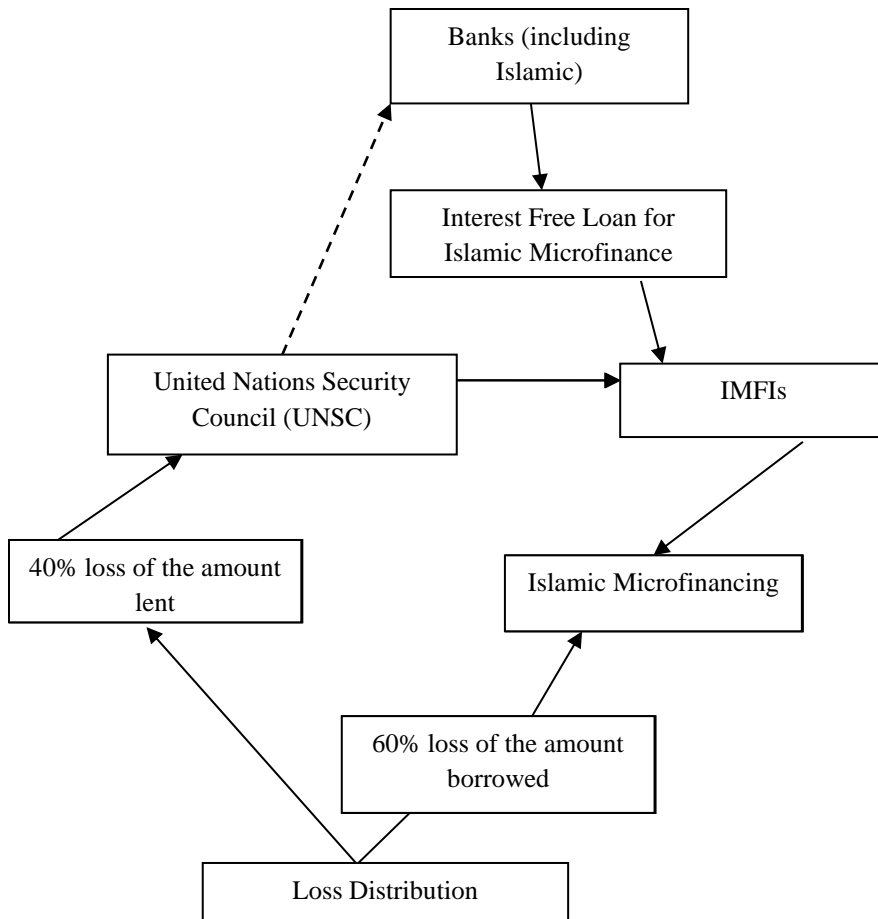 Banks (including
Islamic)
Interest Free Loan for
Islamic Microfinance
United Nations Security
Council (UNSC)
IMFIs
40% loss of the amount
lent
Islamic Microfinancing
60% loss of the amount
borrowed
Loss Distribution